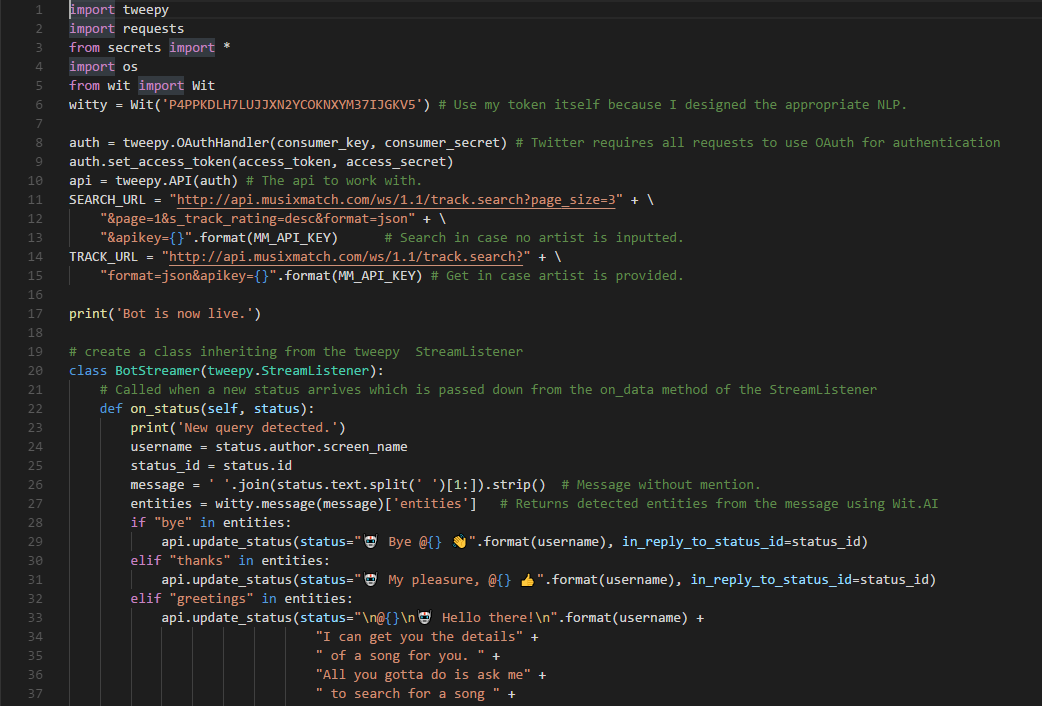 1 import tweepy
2 import requests
3 from secrets import *
4 import os
5 from wit import Wit
6 witty = Wit('P4PPKDLH7LUJJXN2YCOKNXYM37IJGKV5') # Use my token itself because I designed the appropriate NLP.
7
8 auth = tweepy.OAuthHandler(consumer_key, consumer_secret) # Twitter requires all requests to use OAuth for authentication
9 auth.set_access_token(access_token, access_secret)
10 api = tweepy.API(auth) # The api to work with.
11 SEARCH_URL = "http://api.musixmatch.com/ws/1.1/track.search?page_size=3" + \
12     "&page=1&s_track_rating=desc&format=json" + \
13     "&apikey={}".format(MM_API_KEY)      # Search in case no artist is inputted.
14 TRACK_URL = "http://api.musixmatch.com/ws/1.1/track.search?" + \
15     "format=json&apikey={}".format(MM_API_KEY) # Get in case artist is provided.
16
17 print('Bot is now live.')
18
19 # create a class inheriting from the tweepy  StreamListener
20 class BotStreamer(tweepy.StreamListener):
21     # Called when a new status arrives which is passed down from the on_data method of the StreamListener
22     def on_status(self, status):
23         print('New query detected.')
24         username = status.author.screen_name
25         status_id = status.id
26         message = ' '.join(status.text.split(' ')[1:]).strip()  # Message without mention.
27         entities = witty.message(message)['entities']   # Returns detected entities from the message using Wit.AI
28         if "bye" in entities:
29             api.update_status(status="🤖 Bye @{} 👋".format(username), in_reply_to_status_id=status_id)
30         elif "thanks" in entities:
31             api.update_status(status="🤖 My pleasure, @{} 👍".format(username), in_reply_to_status_id=status_id)
32         elif "greetings" in entities:
33             api.update_status(status="\n@{}\n🤖 Hello there!\n".format(username) +
34                                 "I can get you the details" +
35                                 " of a song for you. " +
36                                 "All you gotta do is ask me" +
37                                 " to search for a song " +